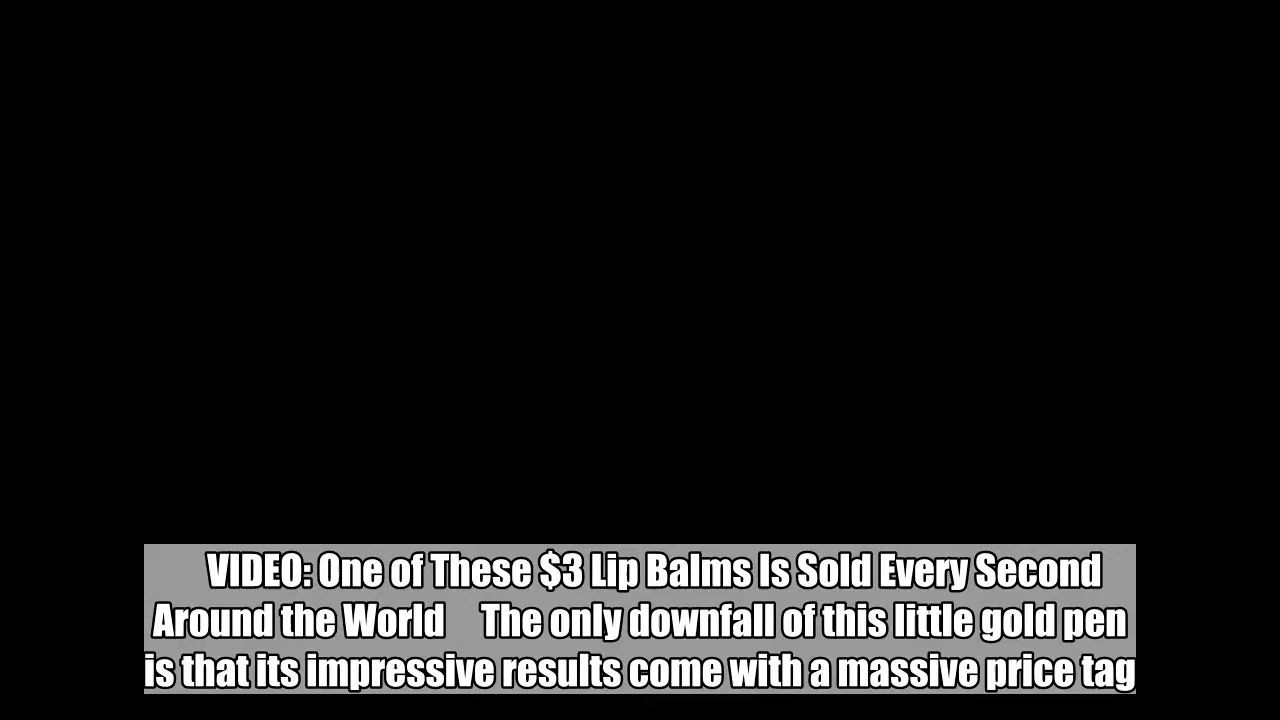 VIDEO: One of These $3 Lip Balms Is Sold Every Second
Around the World The only downfall of this little gold pen
is that its impressive results come with a massive price tag